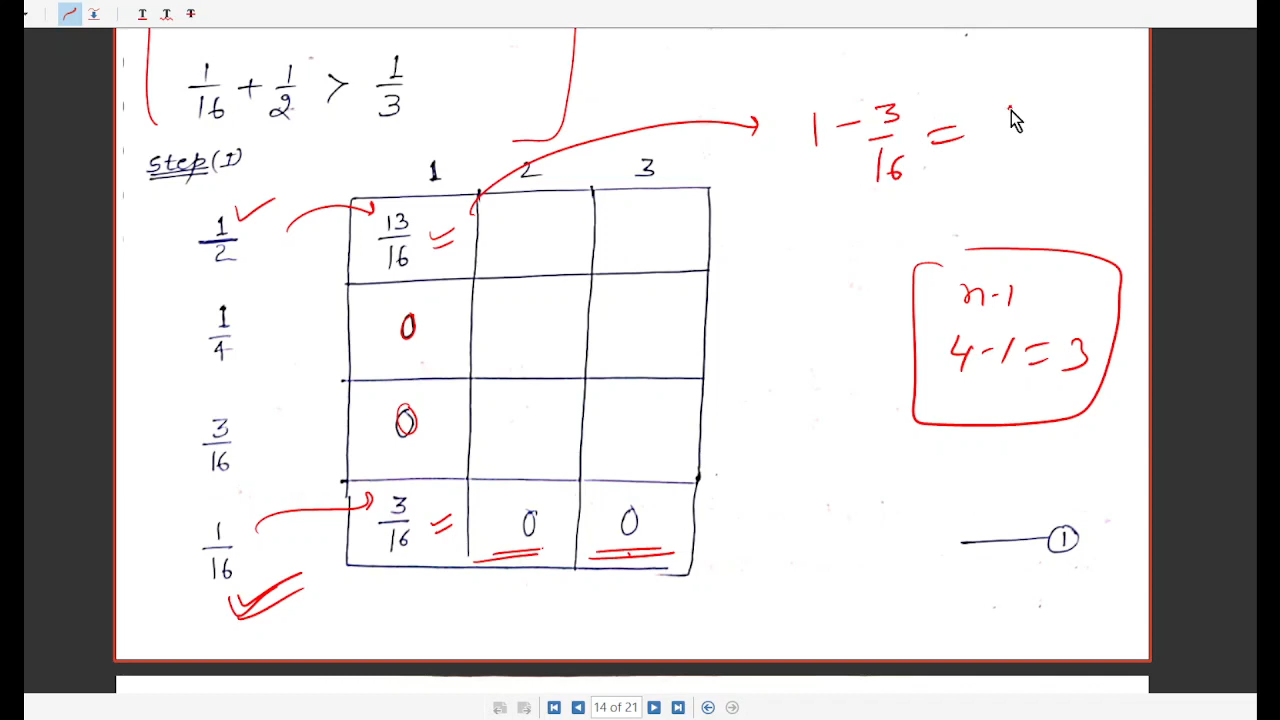 1/16 + 1/2 > 1/3
1 - 3/16 =
step(I)
1 2 3
1/2 13/16
n-1
1/4 0
4-1=3
3/16 0
1/16 3/16 0 0
1
14 of 21